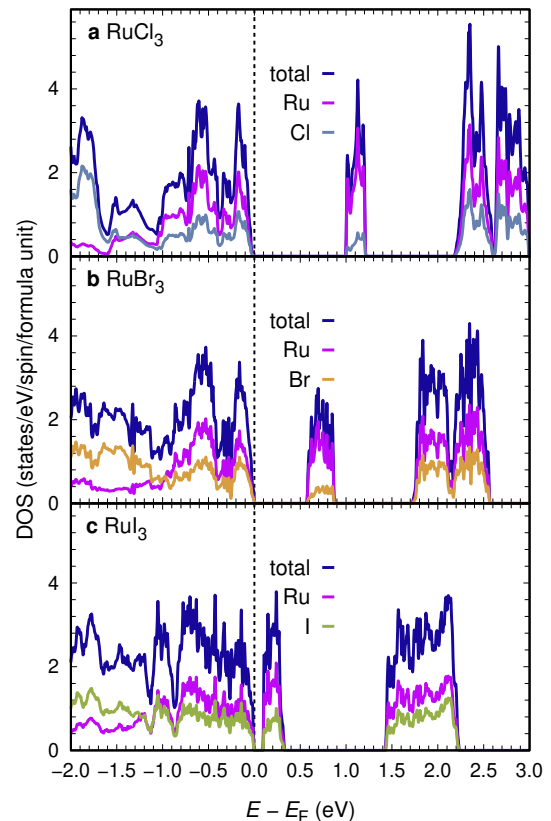 a RuCl₃
total
Ru
Cl
0
2
4
b RuBr₃
total
Ru
Br
0
2
4
c RuI₃
total
Ru
I
0
2
4
DOS (states/eV/spin/formula unit)
-2.0 -1.5 -1.0 -0.5 0.0 0.5 1.0 1.5 2.0 2.5 3.0
E − E_F (eV)